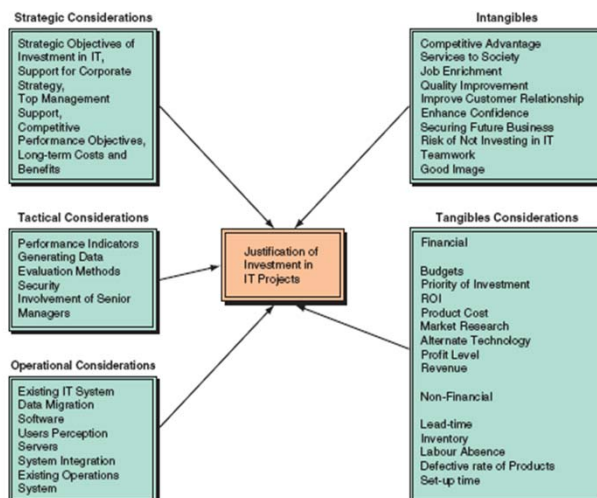 Strategic Considerations
Strategic Objectives of
Investment in IT,
Support for Corporate
Strategy,
Top Management
Support,
Competitive
Performance Objectives,
Long-term Costs and
Benefits
Intangibles
Competitive Advantage
Services to Society
Job Enrichment
Quality Improvement
Improve Customer Relationship
Enhance Confidence
Securing Future Business
Risk of Not Investing in IT
Teamwork
Good Image
Tactical Considerations
Performance Indicators
Generating Data
Evaluation Methods
Security
Involvement of Senior
Managers
Justification of
Investment in
IT Projects
Tangibles Considerations
Financial
Budgets
Priority of Investment
ROI
Product Cost
Market Research
Alternate Technology
Profit Level
Revenue
Non-Financial
Lead-time
Inventory
Labour Absence
Defective rate of Products
Set-up time
Operational Considerations
Existing IT System
Data Migration
Software
Users Perception
Servers
System Integration
Existing Operations
System